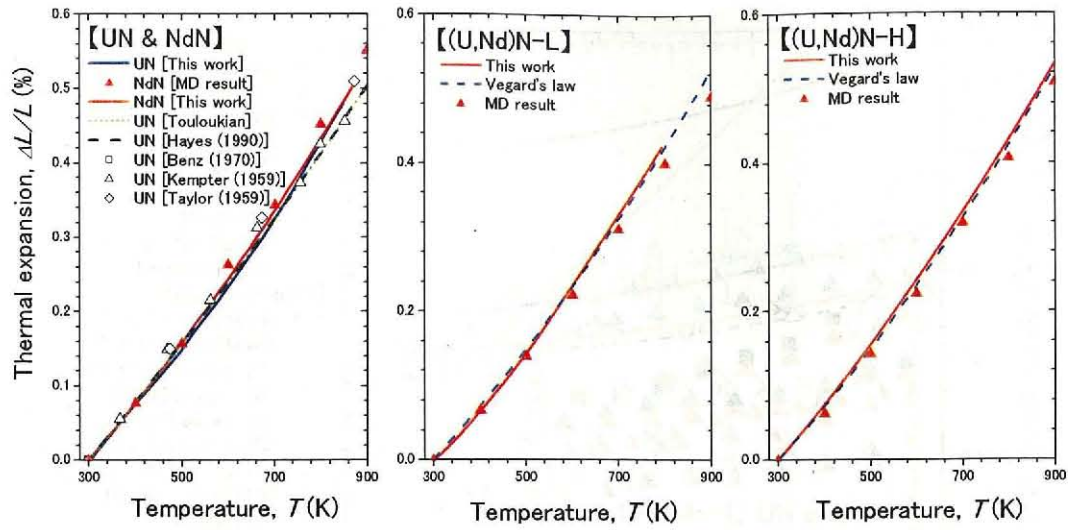 【UN & NdN】
UN [This work]
NdN [MD result]
NdN [This work]
UN [Touloukian]
UN [Hayes (1990)]
UN [Benz (1970)]
UN [Kempter (1959)]
UN [Taylor (1959)]
0.6
0.5
0.4
0.3
0.2
0.1
0.0
300 500 700 900
Thermal expansion, ΔL/L (%)
Temperature, T(K)
【(U,Nd)N-L】
This work
Vegard's law
MD result
0.6
0.4
0.2
0.0
300 500 700 900
Temperature, T(K)
【(U,Nd)N-H】
This work
Vegard's law
MD result
0.6
0.4
0.2
0.0
300 500 700 900
Temperature, T(K)